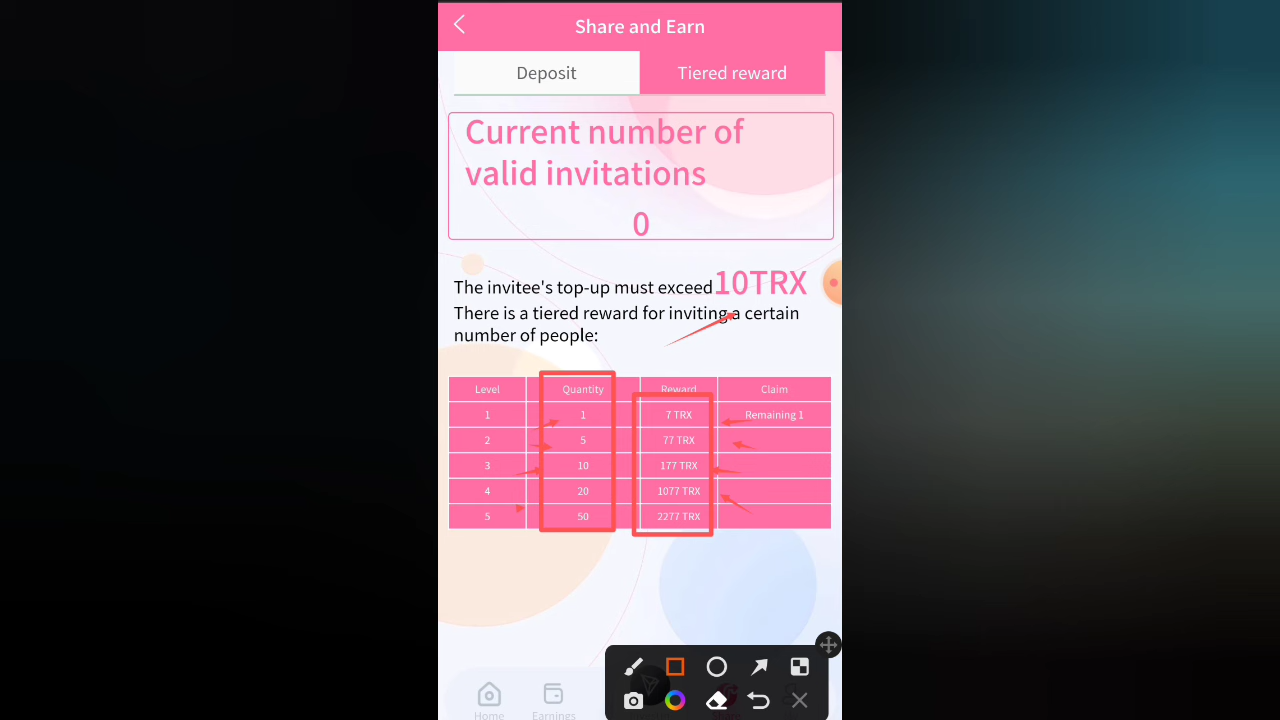 Share and Earn
Deposit
Tiered reward
Current number of
valid invitations
0
The invitee's top-up must exceed10TRX
There is a tiered reward for inviting a certain
number of people:
Level Quantity Reward Claim
1 1 7 TRX Remaining 1
2 5 77 TRX
3 10 177 TRX
4 20 1077 TRX
5 50 2277 TRX
Home Earnings